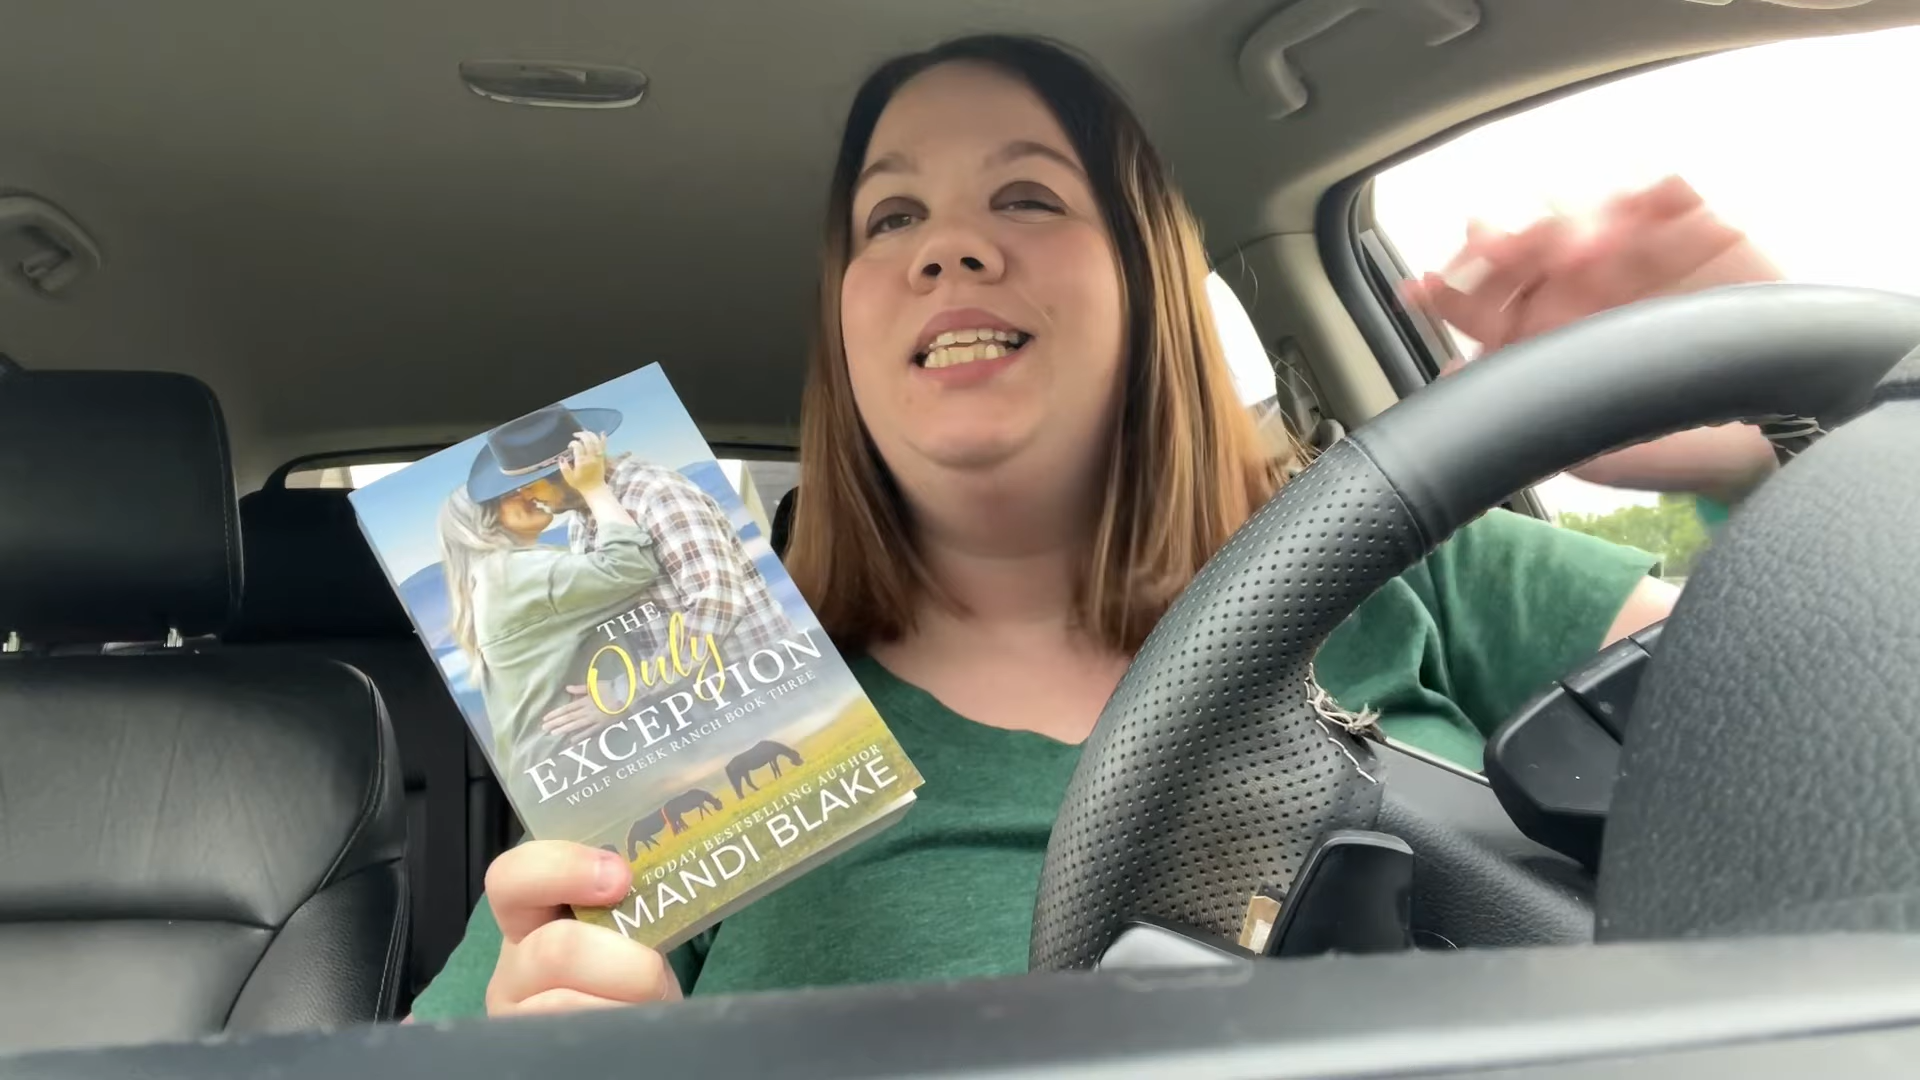 THE
Only
EXCEPTION
WOLF CREEK RANCH BOOK THREE
A TODAY BESTSELLING AUTHOR
MANDI BLAKE